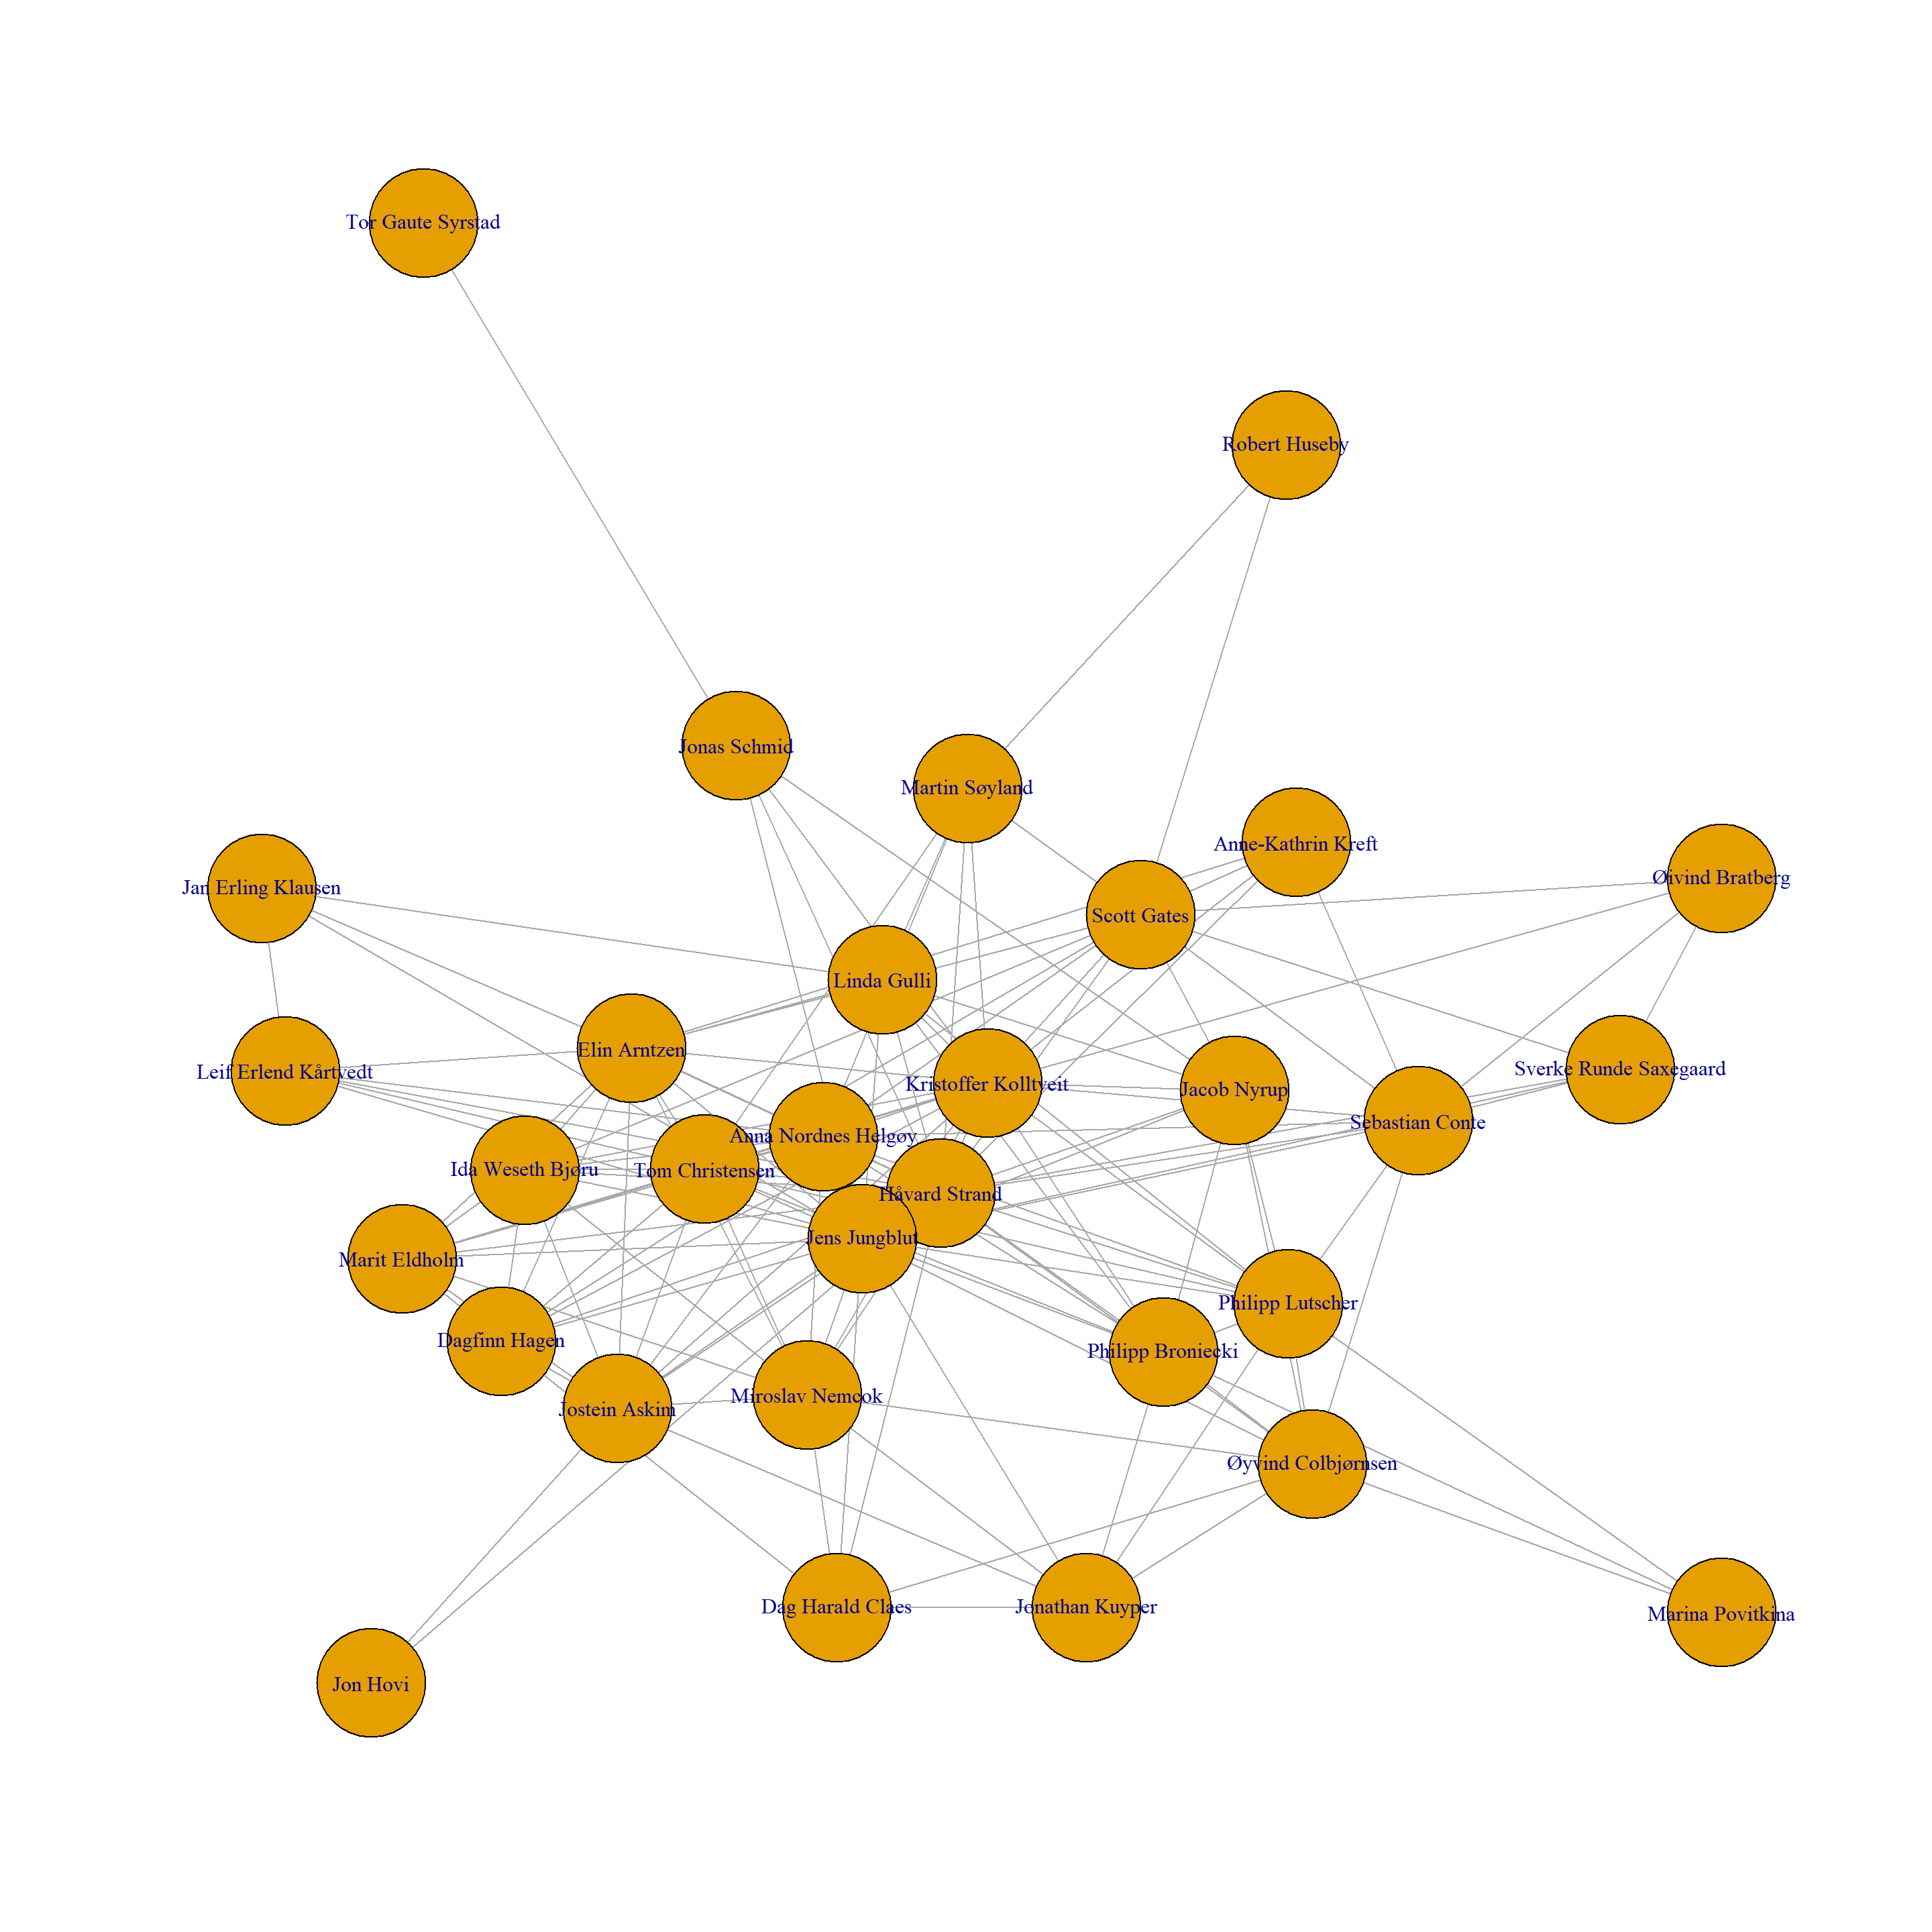 Tor Gaute Syrstad
Robert Huseby
Jonas Schmid
Martin Søyland
Anne-Kathrin Kreft
Øivind Bratberg
Jan Erling Klausen
Scott Gates
Linda Gulli
Elin Arntzen
Leif Erlend Kårtvedt
Kristoffer Kolltveit
Jacob Nyrup
Sverke Runde Saxegaard
Sebastian Conte
Anna Nordnes Helgøy
Ida Weseth Bjøru
Tom Christensen
Håvard Strand
Jens Jungblut
Marit Eldholm
Philipp Lutscher
Dagfinn Hagen
Philipp Broniecki
Miroslav Nemcok
Jostein Askim
Øyvind Colbjørnsen
Dag Harald Claes
Jonathan Kuyper
Marina Povitkina
Jon Hovi